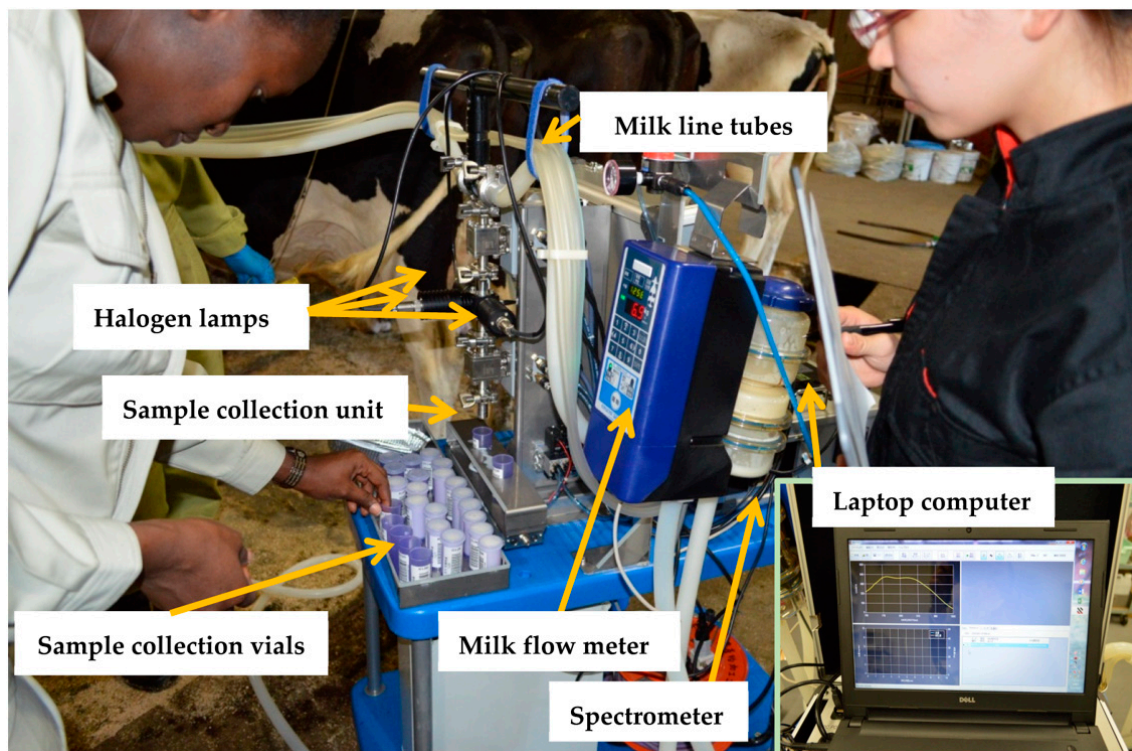 Milk line tubes
Halogen lamps
Sample collection unit
Laptop computer
Sample collection vials
Milk flow meter
Spectrometer
DELL